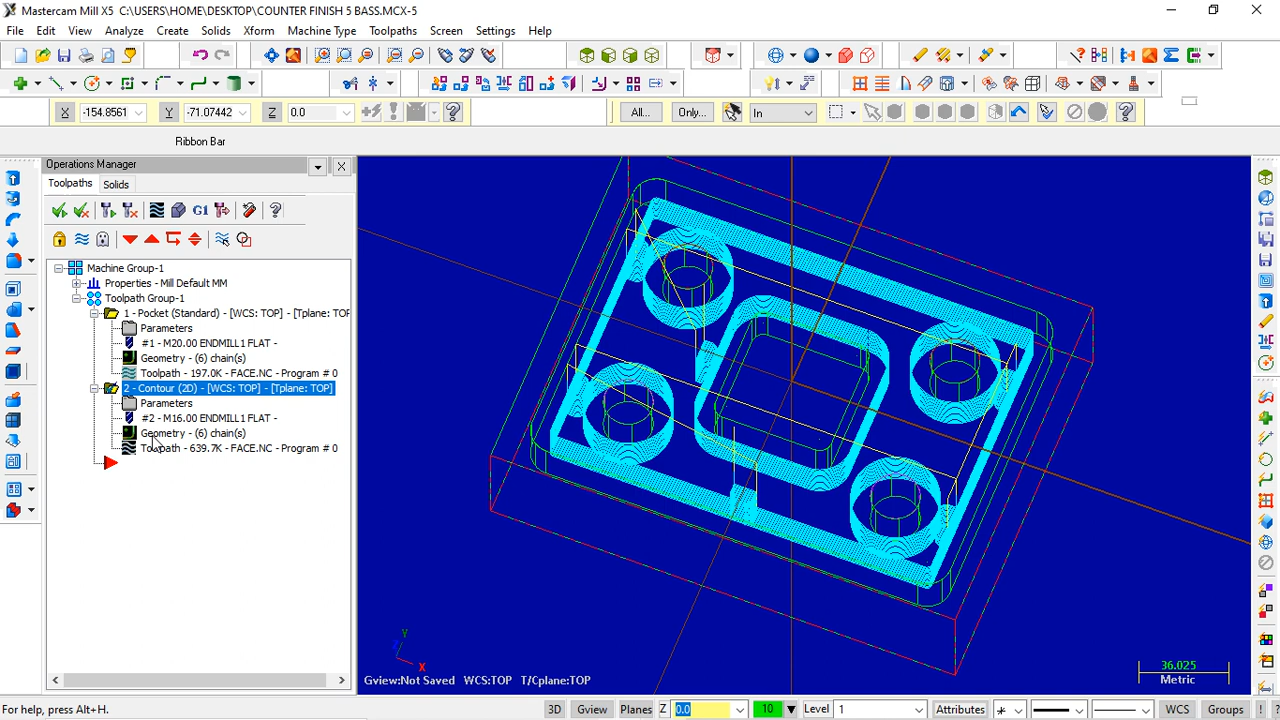 Mastercam Mill X5 C:\USERS\HOME\DESKTOP\COUNTER FINISH 5 BASS.MCX-5
File Edit View Analyze Create Solids Xform Machine Type Toolpaths Screen Settings Help
X -154.8561 Y -71.07442 Z 0.0 All... Only... In
Ribbon Bar
Operations Manager
Toolpaths Solids
G1
Machine Group-1
Properties - Mill Default MM
Toolpath Group-1
1 - Pocket (Standard) - [WCS: TOP] - [Tplane: TOP
Parameters
#1 - M20.00 ENDMILL1 FLAT -
Geometry - (6) chain(s)
Toolpath - 197.0K - FACE.NC - Program # 0
2 - Contour (2D) - [WCS: TOP] - [Tplane: TOP]
Parameters
#2 - M16.00 ENDMILL1 FLAT -
Geometry - (6) chain(s)
Toolpath - 639.7K - FACE.NC - Program # 0
Y
Z
X
36.025
Metric
Gview:Not Saved WCS:TOP T/Cplane:TOP
For help, press Alt+H. 3D Gview Planes Z 0.0 10 Level 1 Attributes WCS Groups ! ?